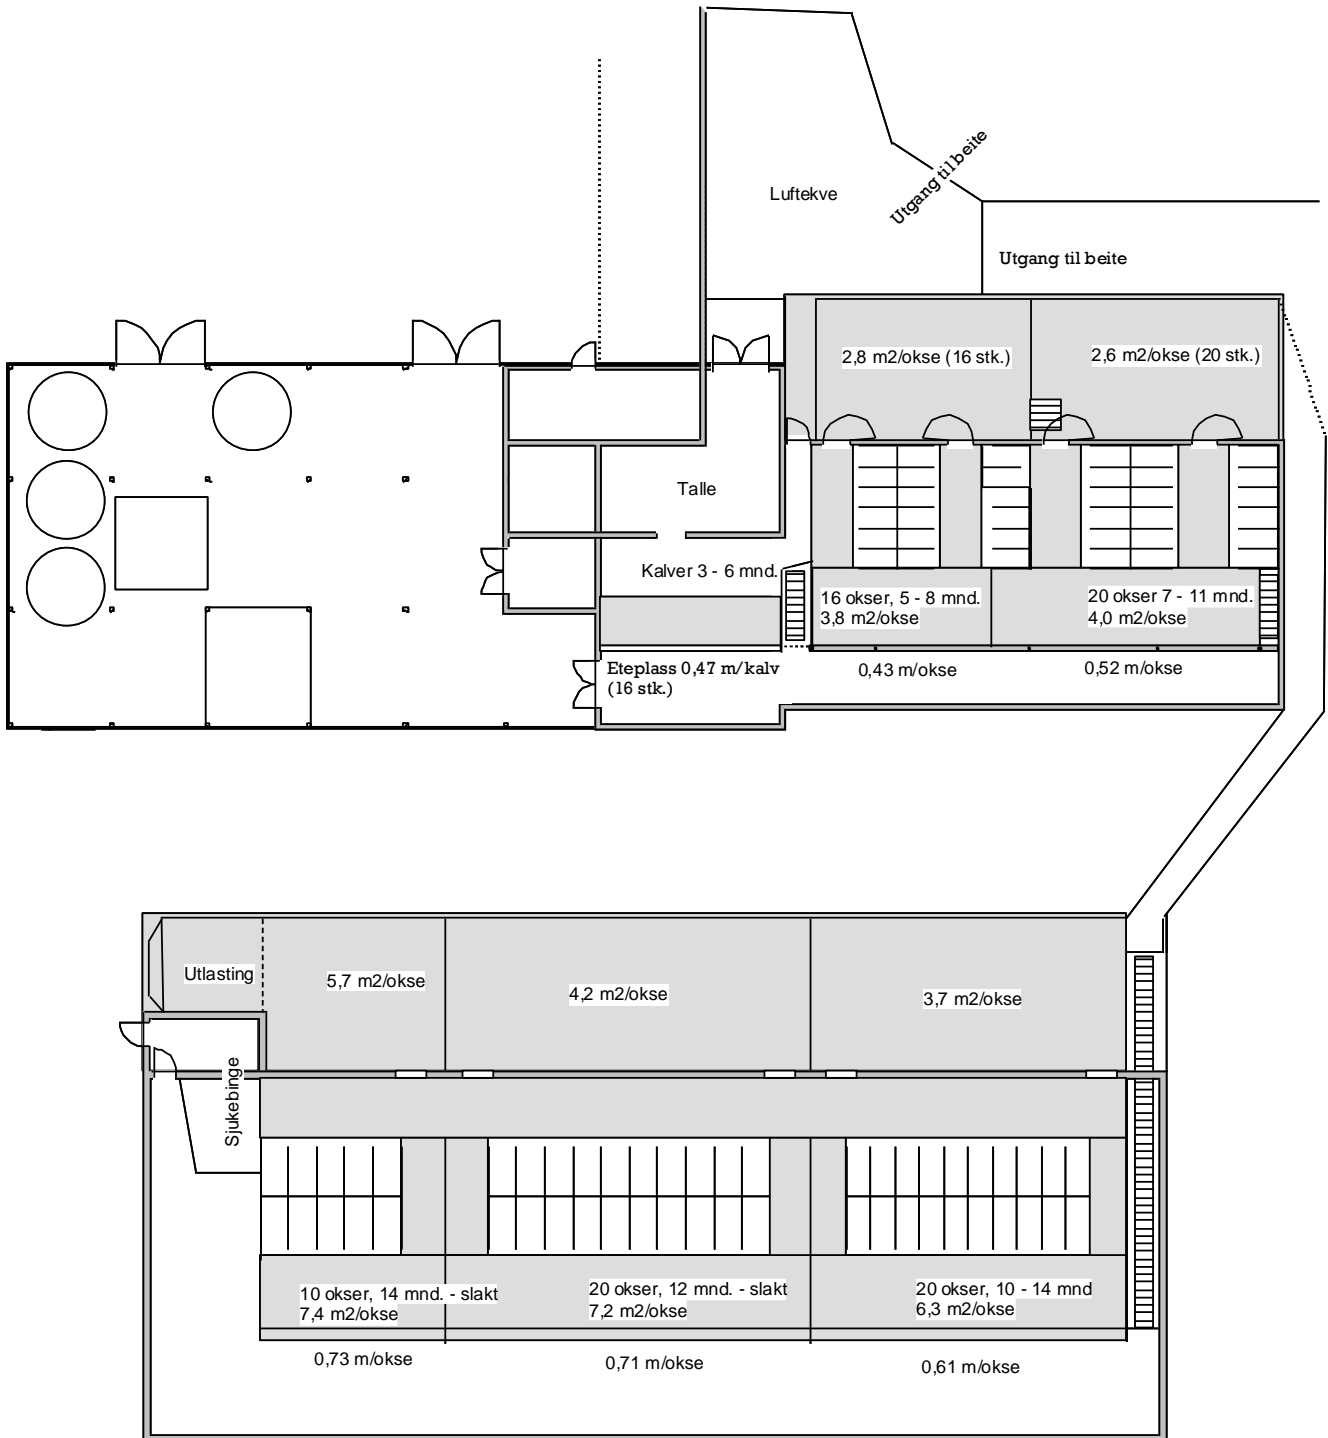 Luftekve
Utgang til beite
Utgang til beite
2,8 m2/okse (16 stk.)
2,6 m2/okse (20 stk.)
Talle
Kalver 3 - 6 mnd.
16 okser, 5 - 8 mnd.
3,8 m2/okse
20 okser 7 - 11 mnd.
4,0 m2/okse
Eteplass 0,47 m/kalv
(16 stk.)
0,43 m/okse
0,52 m/okse
Utlasting
5,7 m2/okse
4,2 m2/okse
3,7 m2/okse
Sjukebinge
10 okser, 14 mnd. - slakt
7,4 m2/okse
20 okser, 12 mnd. - slakt
7,2 m2/okse
20 okser, 10 - 14 mnd
6,3 m2/okse
0,73 m/okse
0,71 m/okse
0,61 m/okse